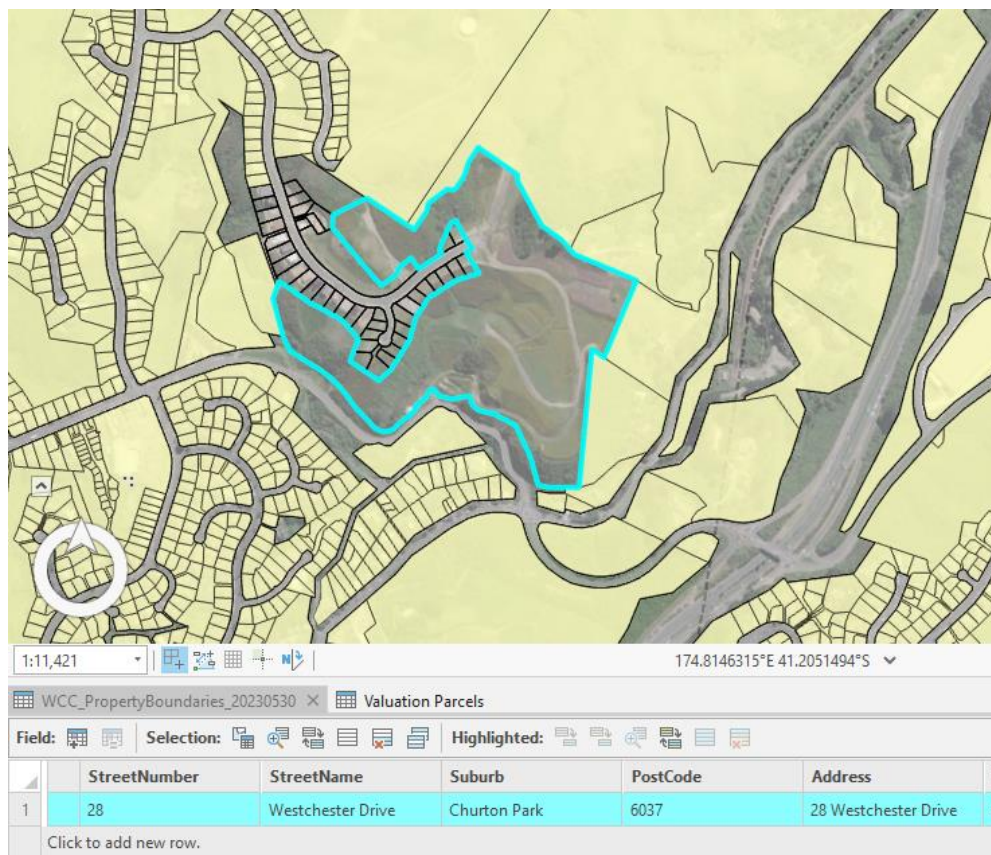 1:11,421
174.8146315°E 41.2051494°S
WCC_PropertyBoundaries_20230530 Valuation Parcels
Field: Selection: Highlighted:
StreetNumber StreetName Suburb PostCode Address
1 28 Westchester Drive Churton Park 6037 28 Westchester Drive
Click to add new row.